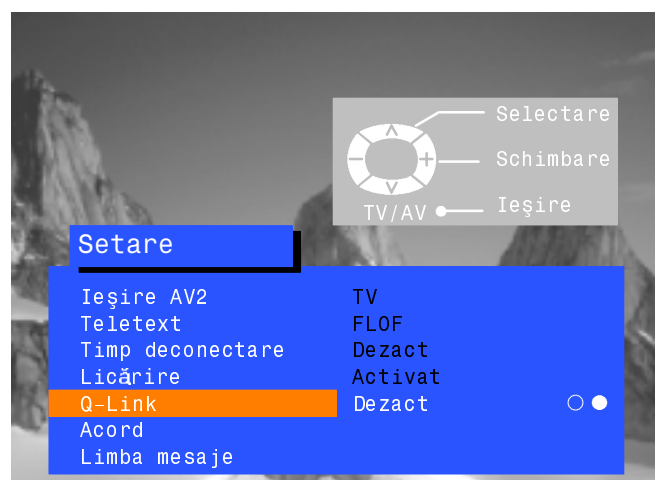 Selectare
Schimbare
TV/AV Ieşire
Setare
Ieşire AV2 TV
Teletext FLOF
Timp deconectare Dezact
Licărire Activat
Q-Link Dezact
Acord
Limba mesaje